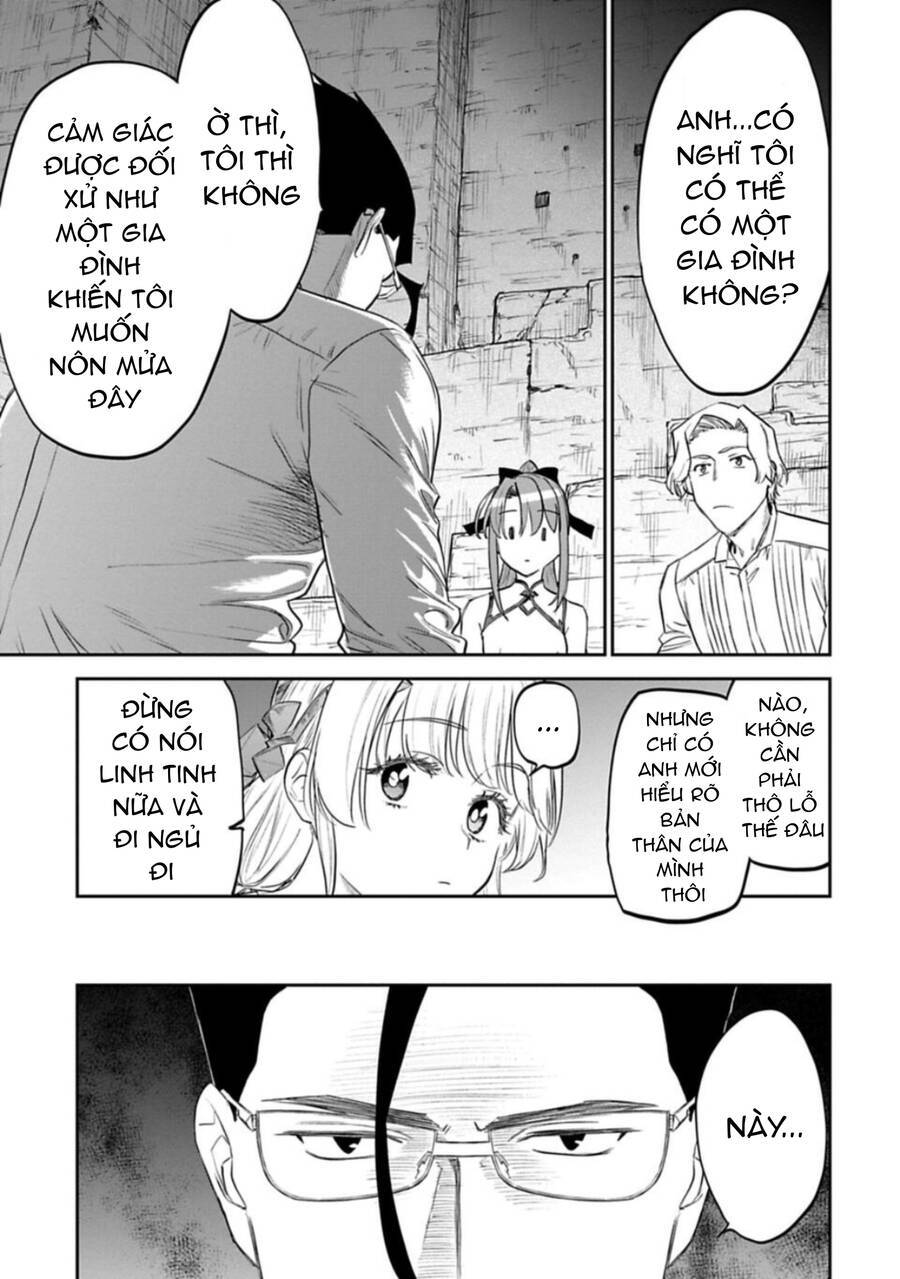 ANH...CÓ
NGHĨ TÔI
CÓ THỂ
CÓ MỘT
GIA ĐÌNH
KHÔNG?
Ờ THÌ,
TÔI THÌ
KHÔNG
CẢM GIÁC
ĐƯỢC ĐỐI
XỬ NHƯ
MỘT GIA
ĐÌNH
KHIẾN TÔI
MUỐN
NÔN MỬA
ĐÂY
NÀO,
KHÔNG
CẦN
PHẢI
THÔ LỖ
THẾ ĐÂU
NHƯNG
CHỈ CÓ
ANH MỚI
HIỂU RÕ
BẢN
THÂN CỦA
MÌNH
THÔI
...
ĐỪNG
CÓ NÓI
LINH TINH
NỮA VÀ
ĐI NGỦ
ĐI
NÀY...